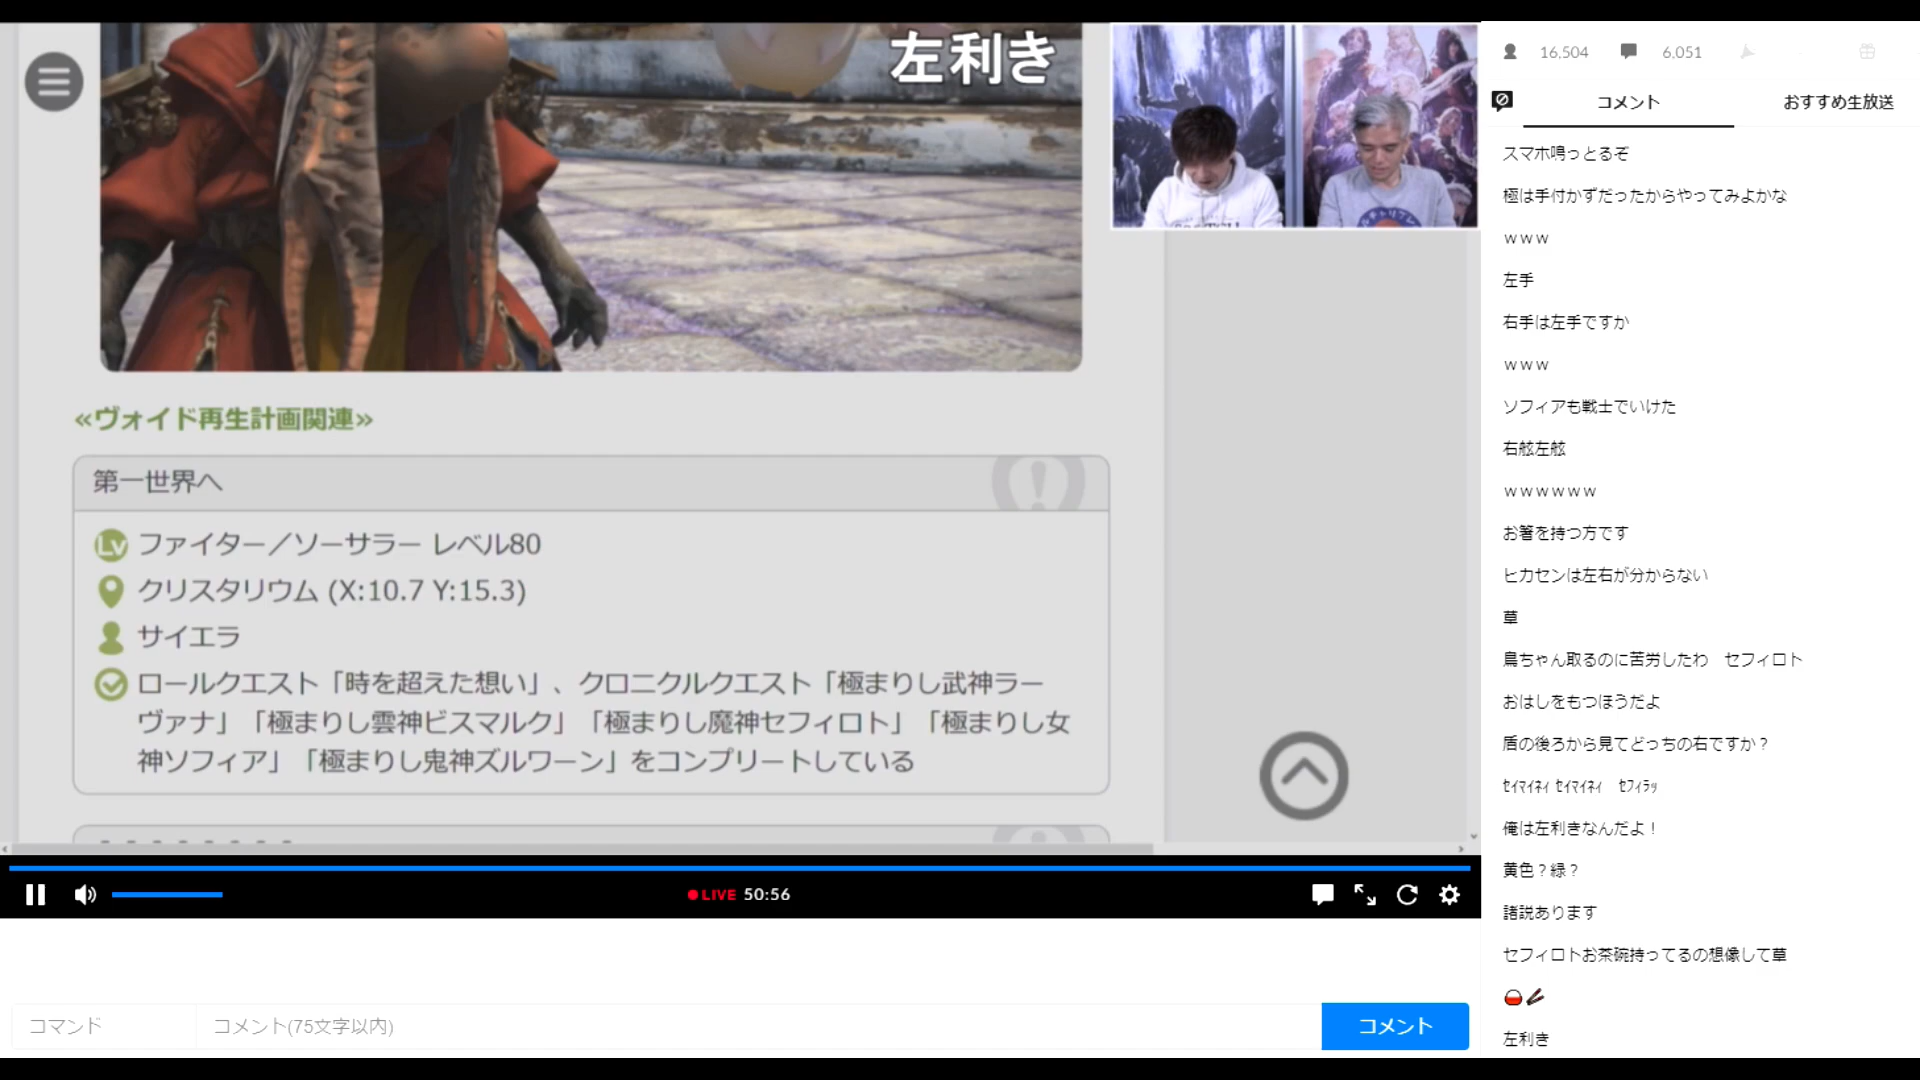 左利き
≪ヴォイド再生計画関連≫
第一世界へ
Lv ファイター／ソーサラー レベル80
クリスタリウム (X:10.7 Y:15.3)
サイエラ
ロールクエスト「時を超えた想い」、クロニクルクエスト「極まりし武神ラー
ヴァナ」「極まりし雲神ビスマルク」「極まりし魔神セフィロト」「極まりし女
神ソフィア」「極まりし鬼神ズルワーン」をコンプリートしている
LIVE 50:56
コマンド
コメント(75文字以内)
コメント
16,504 6,051
コメント おすすめ生放送
スマホ鳴っとるぞ
極は手付かずだったからやってみよかな
ｗｗｗ
左手
右手は左手ですか
ｗｗｗ
ソフィアも戦士でいけた
右舷左舷
ｗｗｗｗｗｗ
お箸を持つ方です
ヒカセンは左右が分からない
草
鳥ちゃん取るのに苦労したわ　セフィロト
おはしをもつほうだよ
盾の後ろから見てどっちの右ですか？
ｾｲﾏｲﾈｨ ｾｲﾏｲﾈｨ　ｾﾌｨﾗｯ
俺は左利きなんだよ！
黄色？緑？
諸説あります
セフィロトお茶碗持ってるの想像して草
左利き